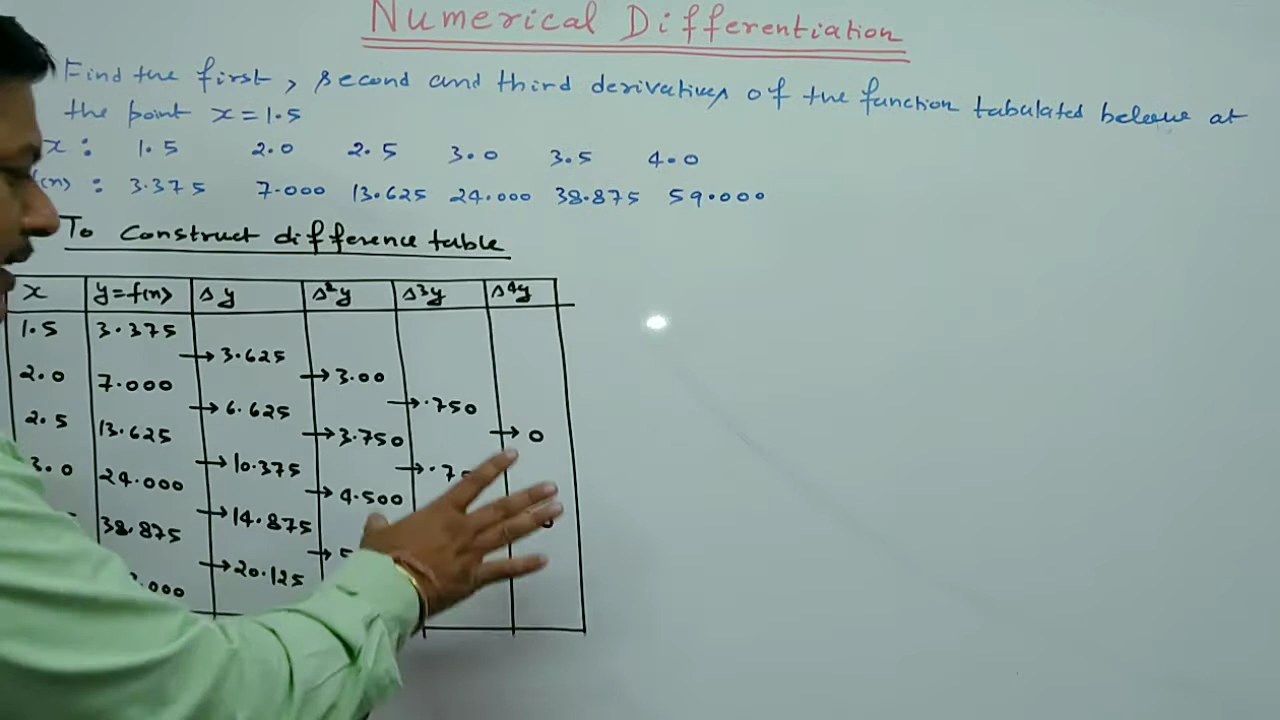 Numerical Differentiation
Find the first, second and third derivatives of the function tabulated below at
the point x = 1.5
x : 1.5 2.0 2.5 3.0 3.5 4.0
: 3.375 7.000 13.625 24.000 38.875 59.000
To Construct difference table
x y=f(x) Δy Δ²y Δ³y Δ⁴y
1.5 3.375
→3.625
2.0 7.000 →3.00
→6.625 →.750
2.5 13.625 →3.750 →0
→10.375
3.0 24.000 →4.500
→14.875
38.875
→20.125